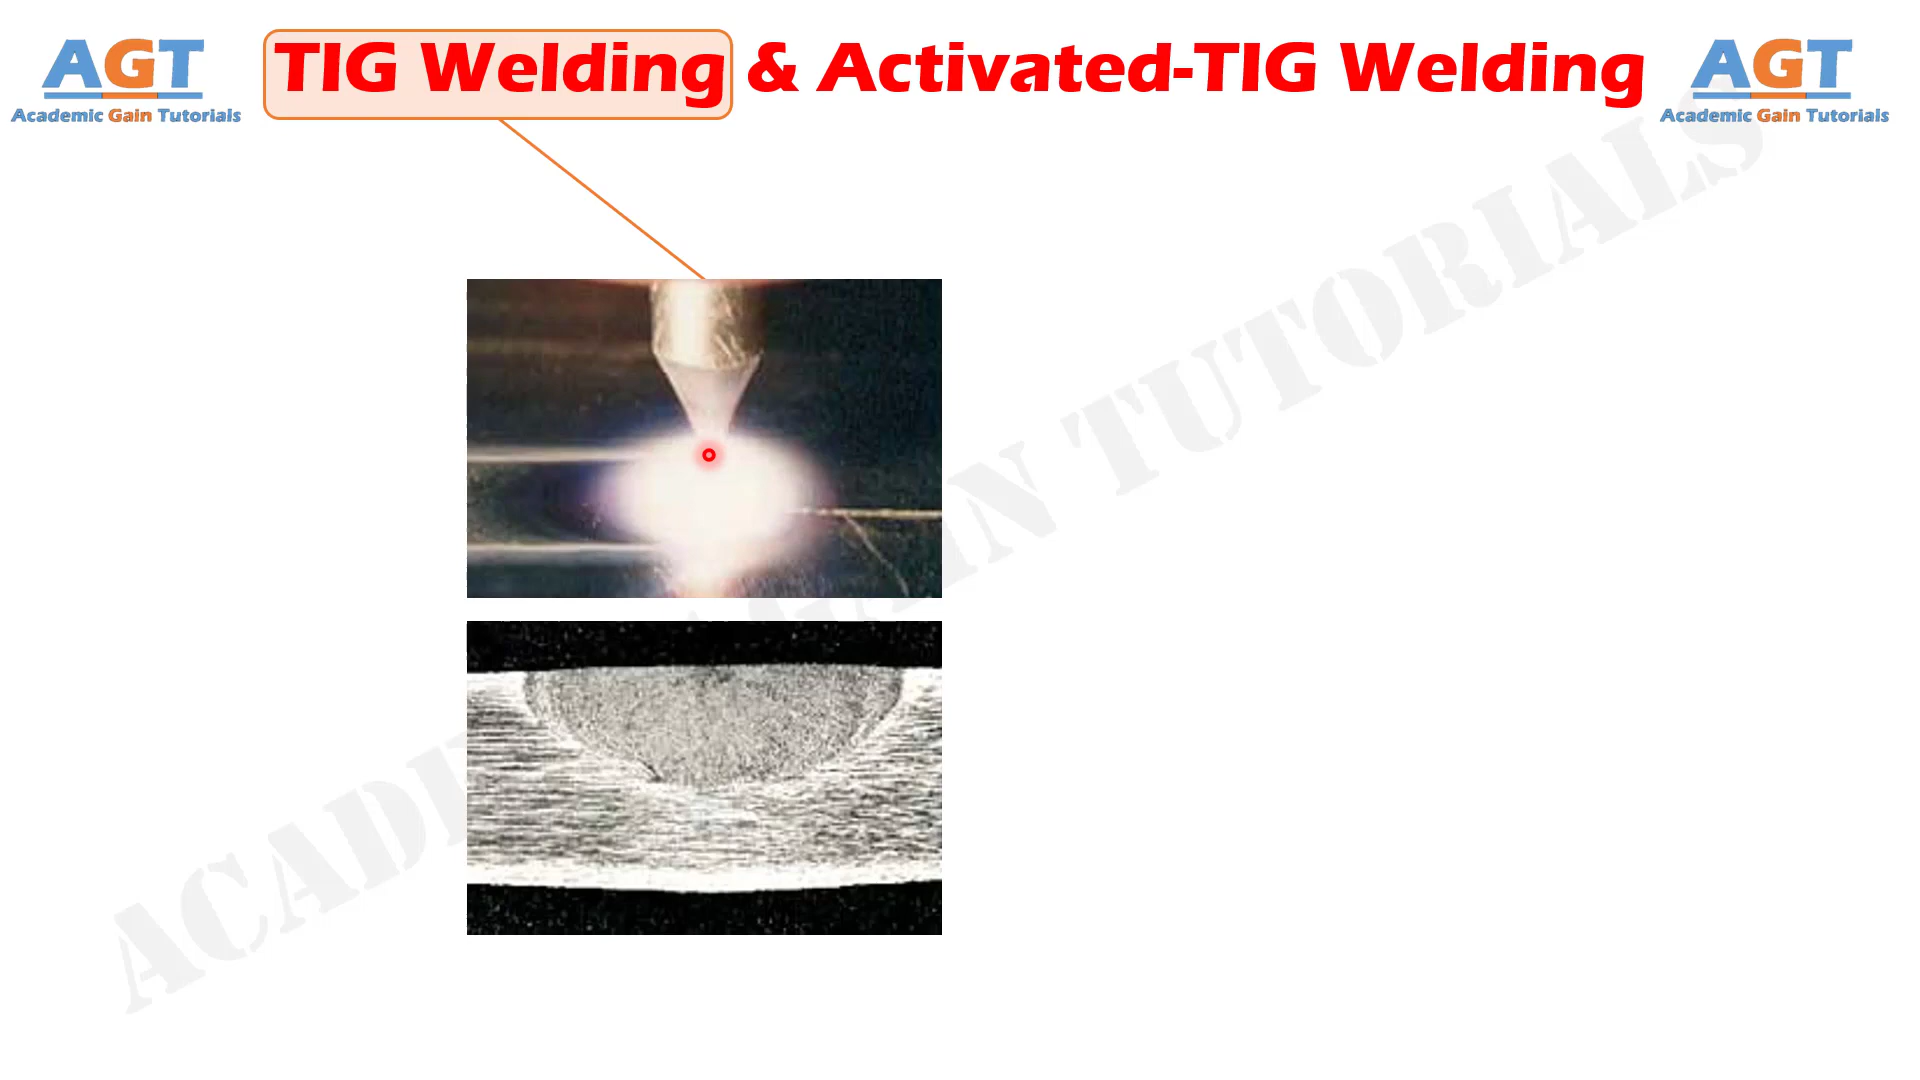 AGT
Academic Gain Tutorials
TIG Welding & Activated-TIG Welding
AGT
Academic Gain Tutorials
ACADEMIC GAIN TUTORIALS